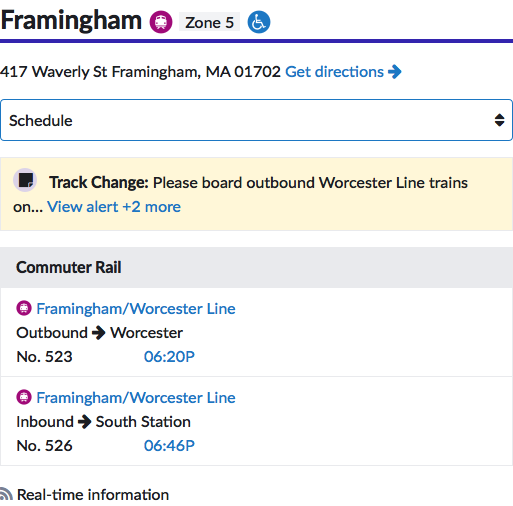 Framingham Zone 5
417 Waverly St Framingham, MA 01702 Get directions
Schedule
Track Change: Please board outbound Worcester Line trains
on... View alert +2 more
Commuter Rail
Framingham/Worcester Line
Outbound → Worcester
No. 523 06:20P
Framingham/Worcester Line
Inbound → South Station
No. 526 06:46P
Real-time information